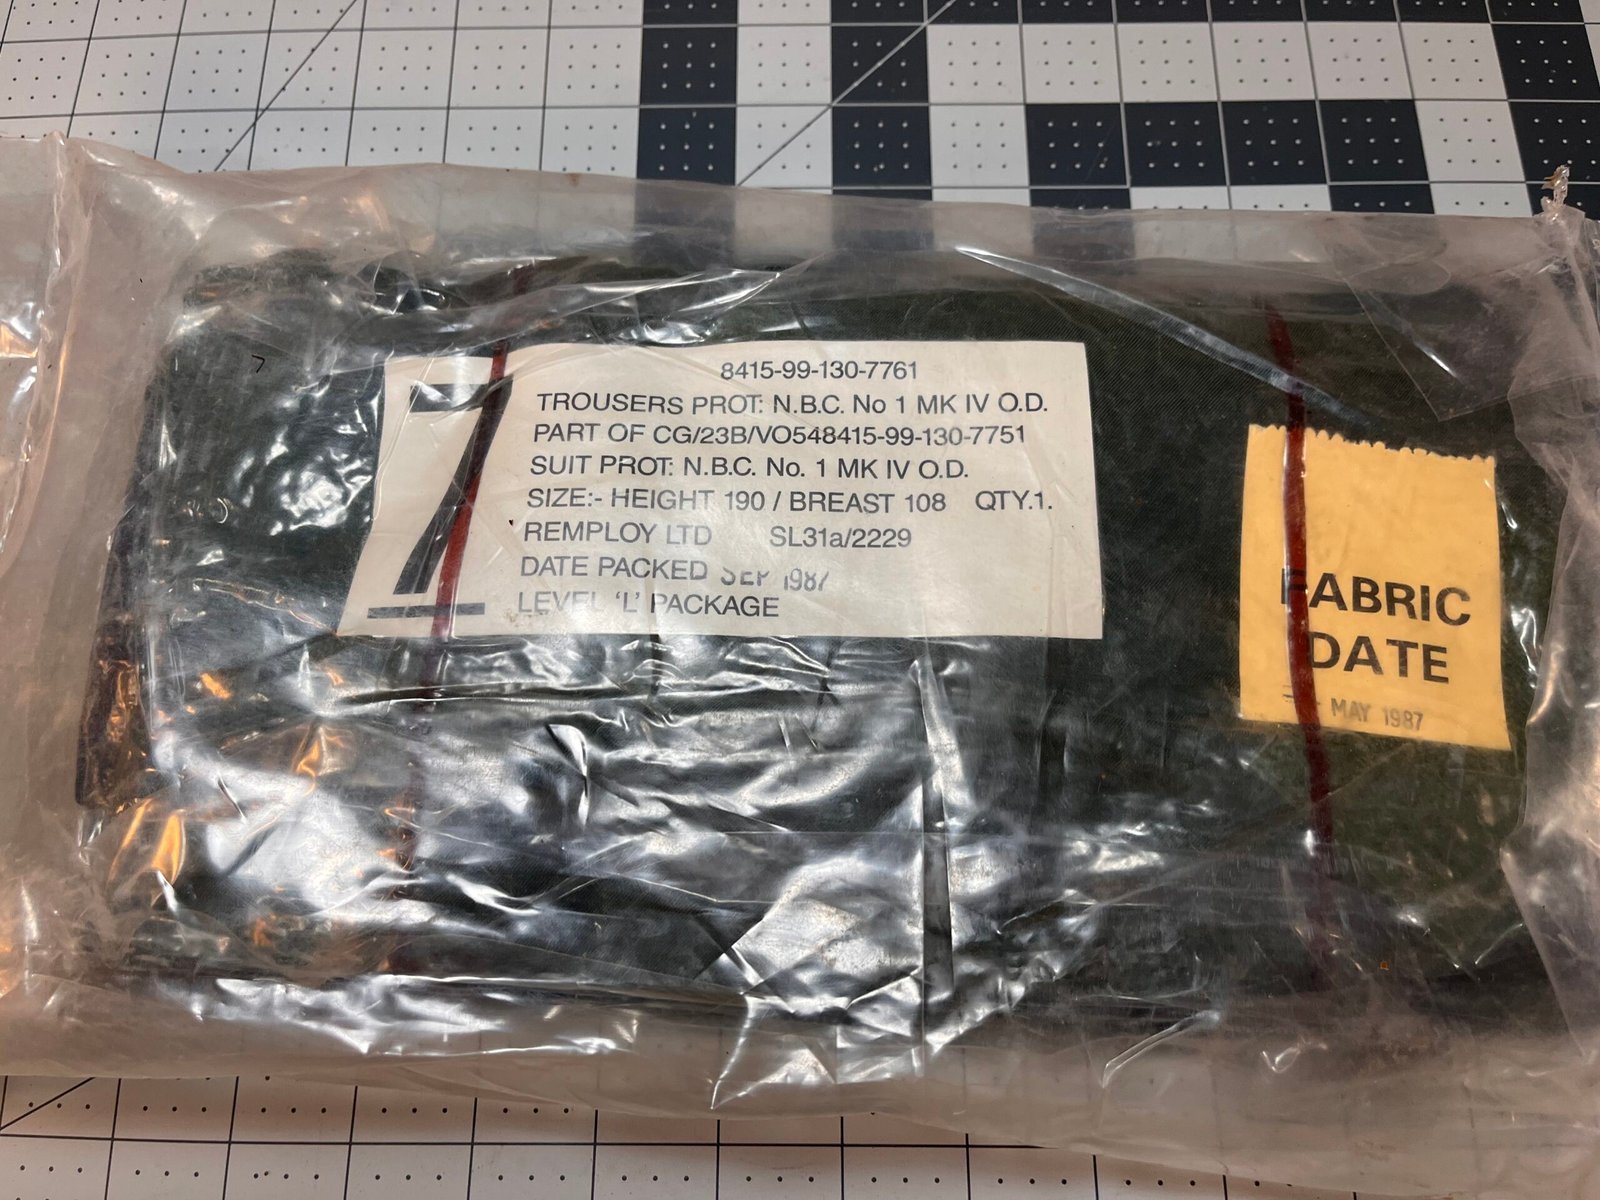 7
8415-99-130-7761
TROUSERS PROT: N.B.C. No 1 MK IV O.D.
PART OF CG/23B/VO548415-99-130-7751
SUIT PROT: N.B.C. No. 1 MK IV O.D.
SIZE:- HEIGHT 190 / BREAST 108 QTY.1.
REMPLOY LTD SL31a/2229
DATE PACKED SEP 1987
LEVEL 'L' PACKAGE
FABRIC
DATE
MAY 1987